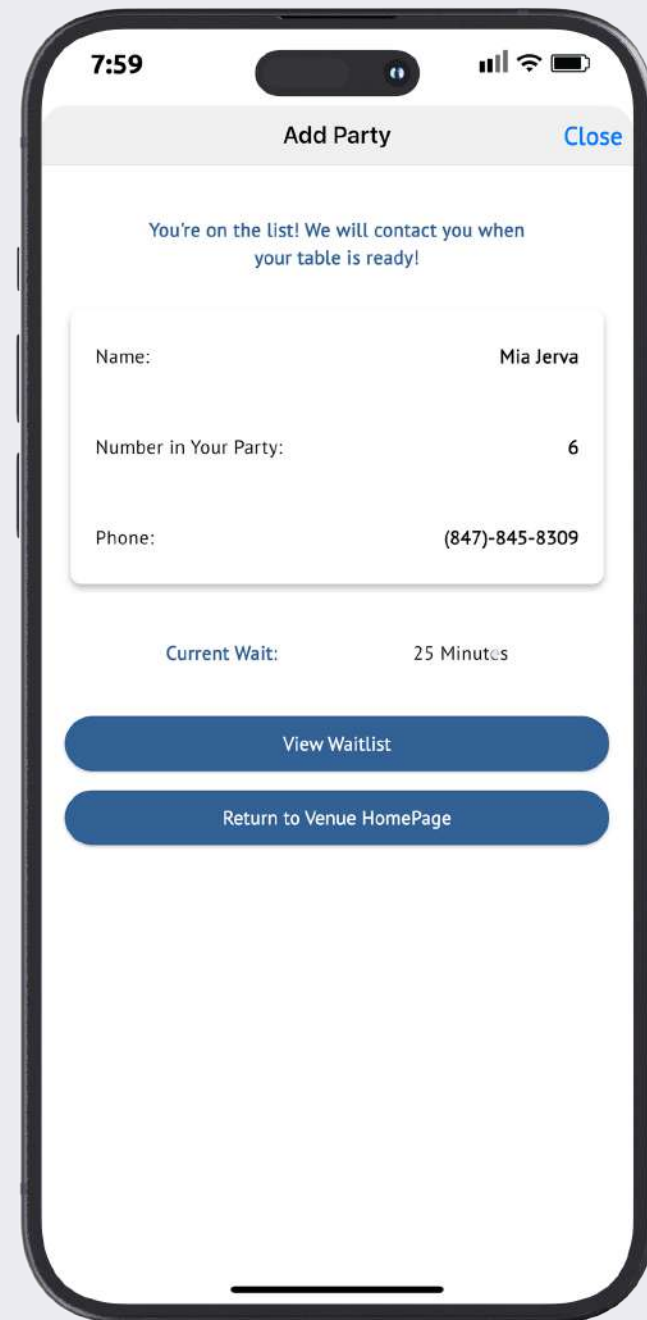 7:59
Add Party
Close
You're on the list! We will contact you when
your table is ready!
Name:
Mia Jerva
Number in Your Party:
6
Phone:
(847)-845-8309
Current Wait:
25 Minutes
View Waitlist
Return to Venue HomePage